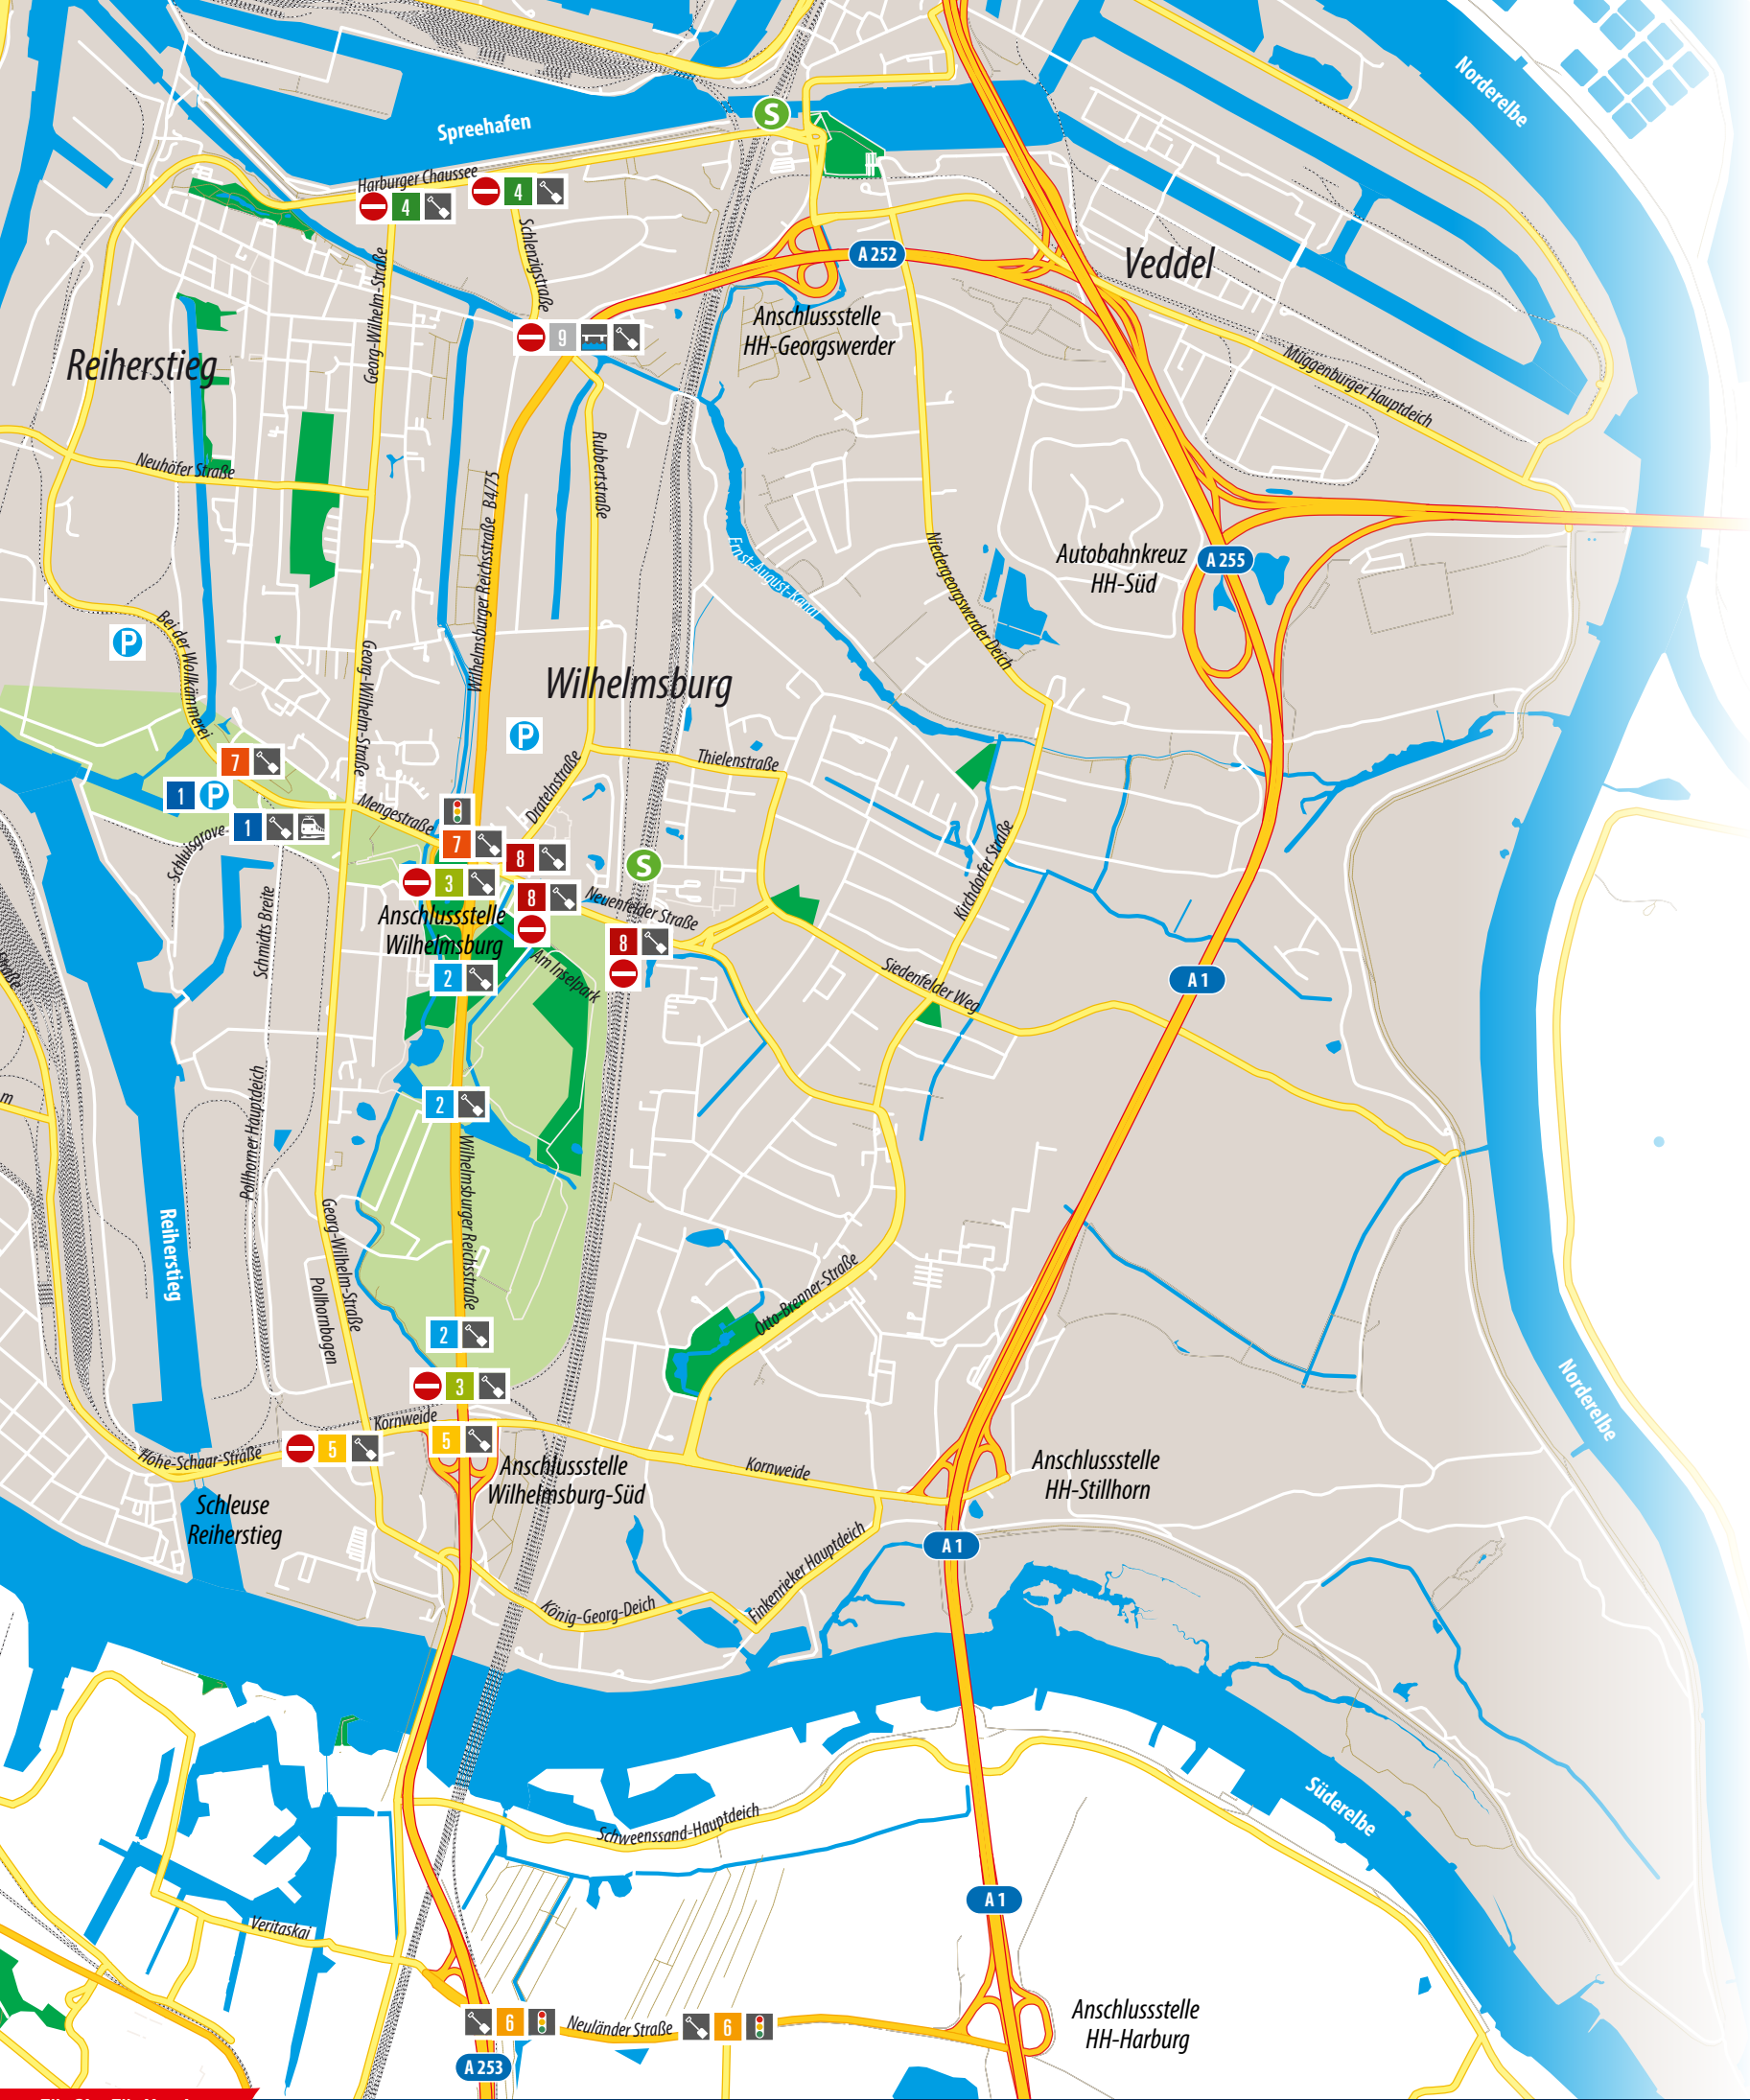 Norderelbe
Spreehafen
S
Harburger Chaussee
4
4
Schlenzigstraße
Georg-Wilhelm-Straße
A 252
Veddel
Anschlussstelle
HH-Georgswerder
9
Reiherstieg
Müggenburger Hauptdeich
Neuhöfer Straße
Rubbertstraße
Wilhelmsburger Reichsstraße B4/75
Ernst-August-Kanal
Niedergeorgswerder Deich
Autobahnkreuz
HH-Süd
A 255
P
Bei der Wollkämmerei
Georg-Wilhelm-Straße
Wilhelmsburg
P
Dratelnstraße
Thielenstraße
7
1 P
1
Mengestraße
Schluisgrove
7
8
3
S
8
Neuenfelder Straße
Kirchdorfer Straße
Anschlussstelle
Wilhelmsburg
Schmidts Breite
8
2
Am Inselpark
Siedenfelder Weg
A 1
straße
m
2
Pollhorner Hauptdeich
Wilhelmsburger Reichsstraße
Reiherstieg
Georg-Wilhelm-Straße
Pollhornbogen
Otto-Brenner-Straße
2
3
Norderelbe
Kornweide
5
5
Hohe-Schaar-Straße
Anschlussstelle
Wilhelmsburg-Süd
Kornweide
Anschlussstelle
HH-Stillhorn
Schleuse
Reiherstieg
A 1
Finkenrieker Hauptdeich
König-Georg-Deich
Süderelbe
Schweenssand-Hauptdeich
A 1
Veritaskai
6
Neuländer Straße
6
Anschlussstelle
HH-Harburg
A 253